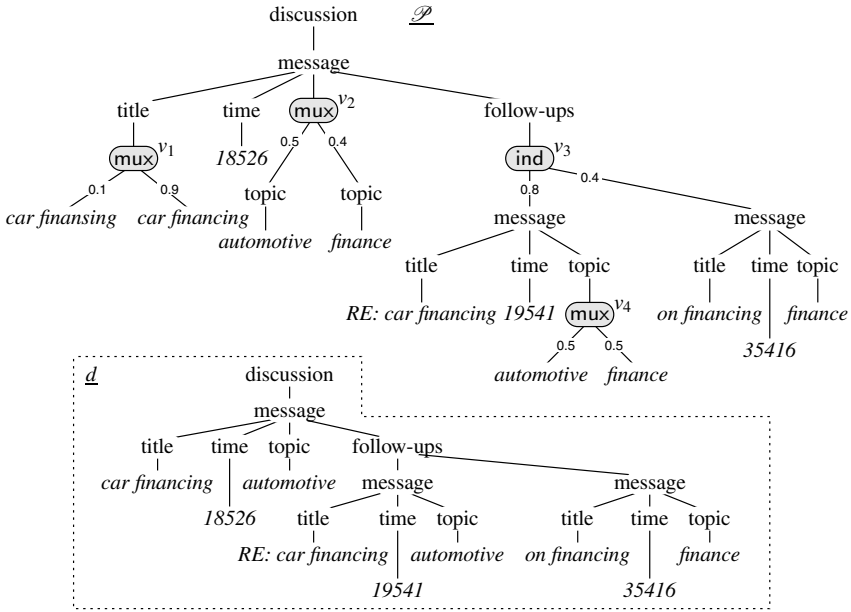 discussion 𝒫
message
title time mux v2 follow-ups
mux v1 18526 0.5 0.4 ind v3
0.1 0.9 0.8 0.4
car finansing car financing topic topic message message
automotive finance
title time topic title time topic
RE: car financing 19541 mux v4 on financing finance
0.5 0.5 35416
automotive finance
d discussion
message
title time topic follow-ups
car financing automotive message message
18526 title time topic title time topic
RE: car financing automotive on financing finance
19541 35416